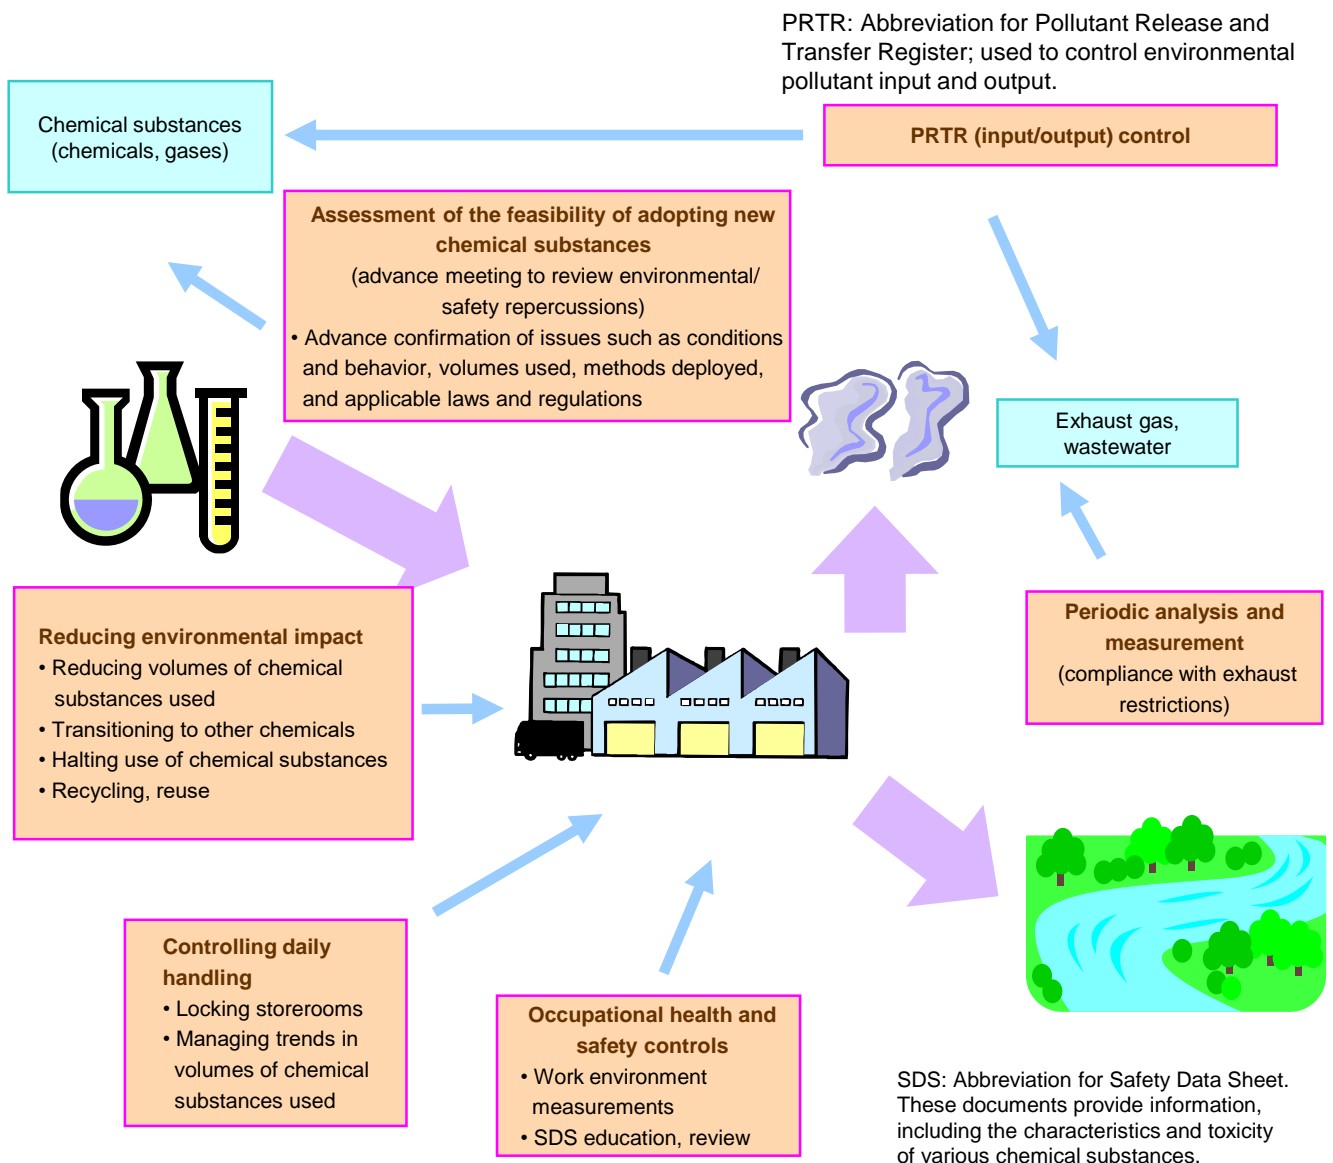 PRTR: Abbreviation for Pollutant Release and
Transfer Register; used to control environmental
pollutant input and output.
Chemical substances
(chemicals, gases)
PRTR (input/output) control
Assessment of the feasibility of adopting new
chemical substances
(advance meeting to review environmental/
safety repercussions)
• Advance confirmation of issues such as conditions
and behavior, volumes used, methods deployed,
and applicable laws and regulations
Exhaust gas,
wastewater
Periodic analysis and
measurement
(compliance with exhaust
restrictions)
Reducing environmental impact
• Reducing volumes of chemical
substances used
• Transitioning to other chemicals
• Halting use of chemical substances
• Recycling, reuse
Controlling daily
handling
• Locking storerooms
• Managing trends in
volumes of chemical
substances used
Occupational health and
safety controls
• Work environment
measurements
• SDS education, review
SDS: Abbreviation for Safety Data Sheet.
These documents provide information,
including the characteristics and toxicity
of various chemical substances.